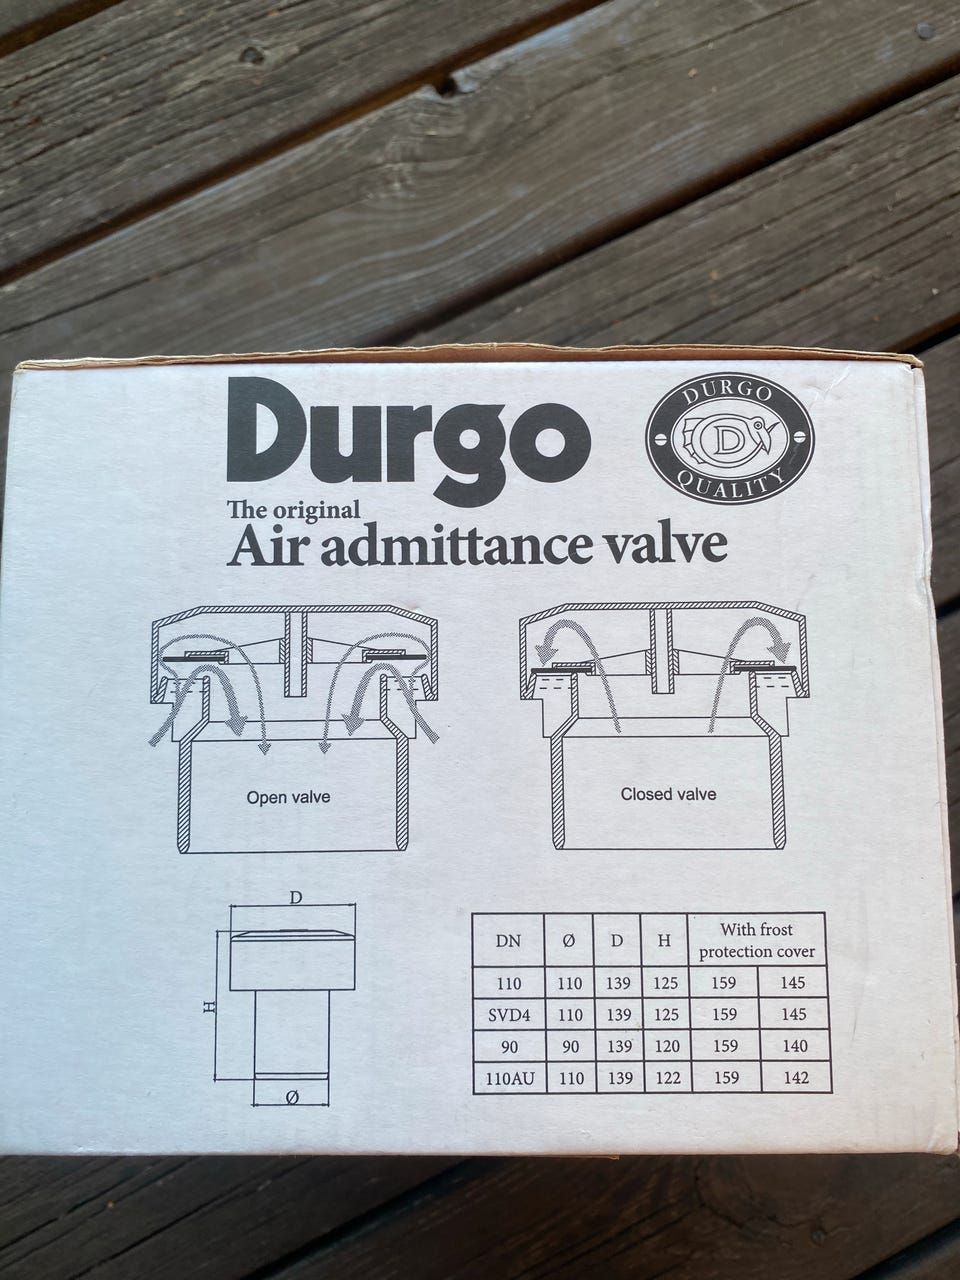 Durgo
DURGO
D
QUALITY
The original
Air admittance valve
Open valve
Closed valve
D
H
Ø
DN Ø D H With frost protection cover
110 110 139 125 159 145
SVD4 110 139 125 159 145
90 90 139 120 159 140
110AU 110 139 122 159 142